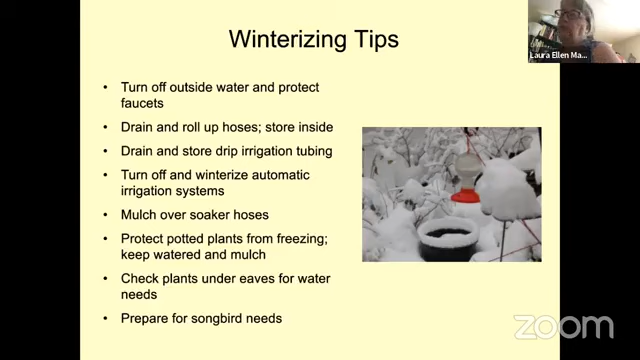 Winterizing Tips
Laura Ellen Ma...
• Turn off outside water and protect
faucets
• Drain and roll up hoses; store inside
• Drain and store drip irrigation tubing
• Turn off and winterize automatic
irrigation systems
• Mulch over soaker hoses
• Protect potted plants from freezing;
keep watered and mulch
• Check plants under eaves for water
needs
• Prepare for songbird needs
zoom